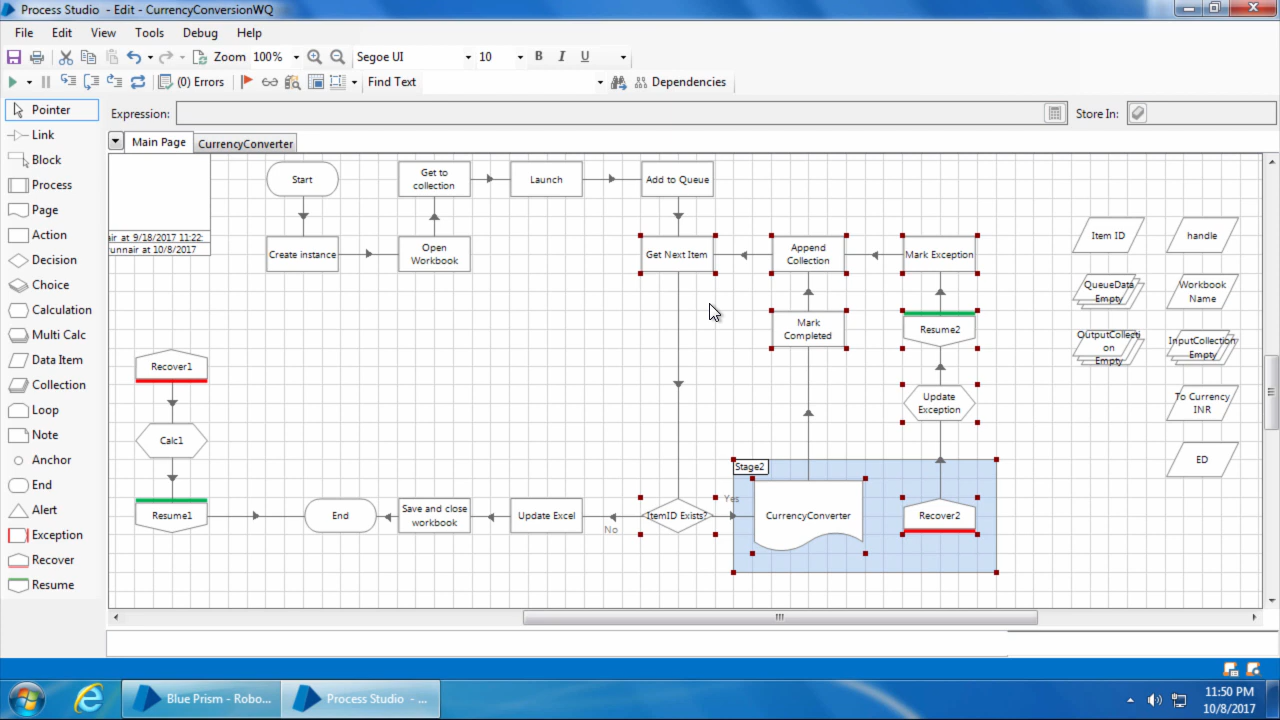 Process Studio - Edit - CurrencyConversionWQ
File Edit View Tools Debug Help
Zoom 100% Segoe UI 10 B I U
(0) Errors Find Text Dependencies
Pointer
Link
Block
Process
Page
Action
Decision
Choice
Calculation
Multi Calc
Data Item
Collection
Loop
Note
Anchor
End
Alert
Exception
Recover
Resume
Expression: Store In:
Main Page CurrencyConverter
air at 9/18/2017 11:22:
unnair at 10/8/2017
Start
Get to
collection
Launch
Add to Queue
Create instance
Open
Workbook
Get Next Item
Append
Collection
Mark Exception
Item ID
handle
QueueData
Empty
Workbook
Name
Mark
Completed
Resume2
OutputCollecti
on
Empty
InputCollection
Empty
Recover1
Update
Exception
To Currency
INR
Calc1
ED
Stage2
Resume1
End
Save and close
workbook
Update Excel
No
ItemID Exists?
Yes
CurrencyConverter
Recover2
Blue Prism - Robo...
Process Studio - ...
11:50 PM
10/8/2017